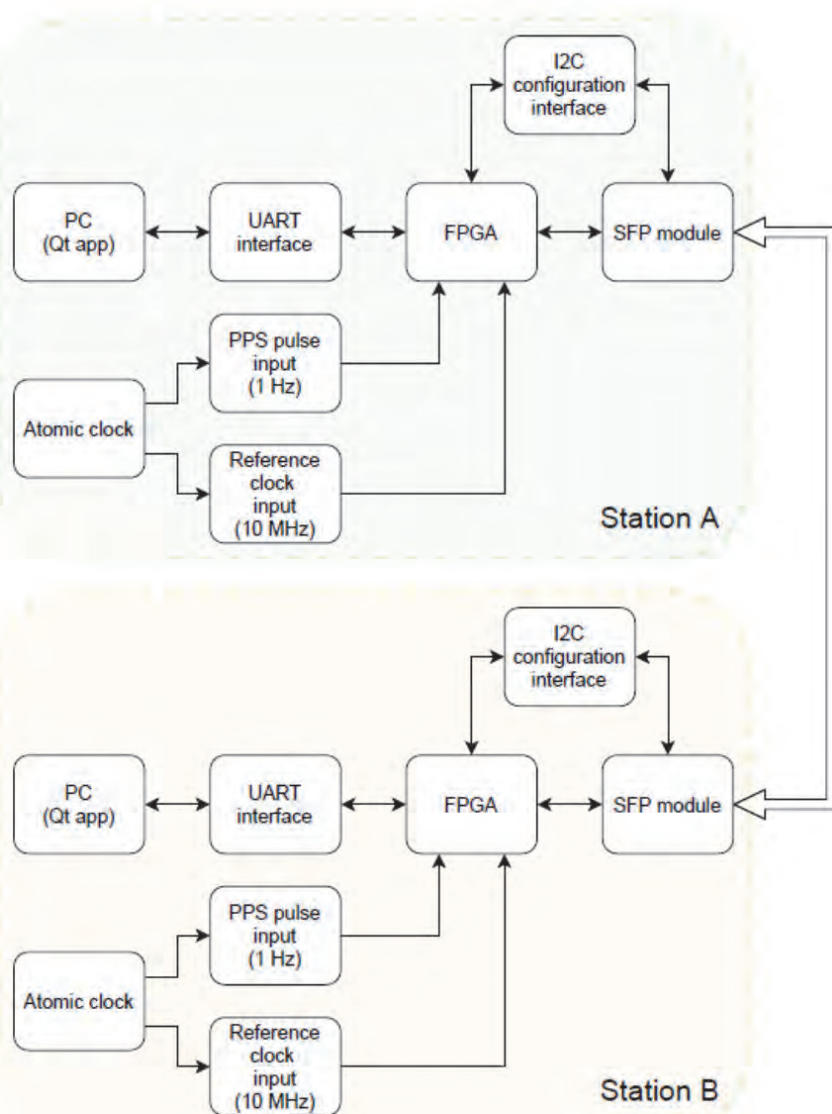 I2C
configuration
interface
PC
(Qt app)
UART
interface
FPGA
SFP module
PPS pulse
input
(1 Hz)
Atomic clock
Reference
clock
input
(10 MHz)
Station A
I2C
configuration
interface
PC
(Qt app)
UART
interface
FPGA
SFP module
PPS pulse
input
(1 Hz)
Atomic clock
Reference
clock
input
(10 MHz)
Station B